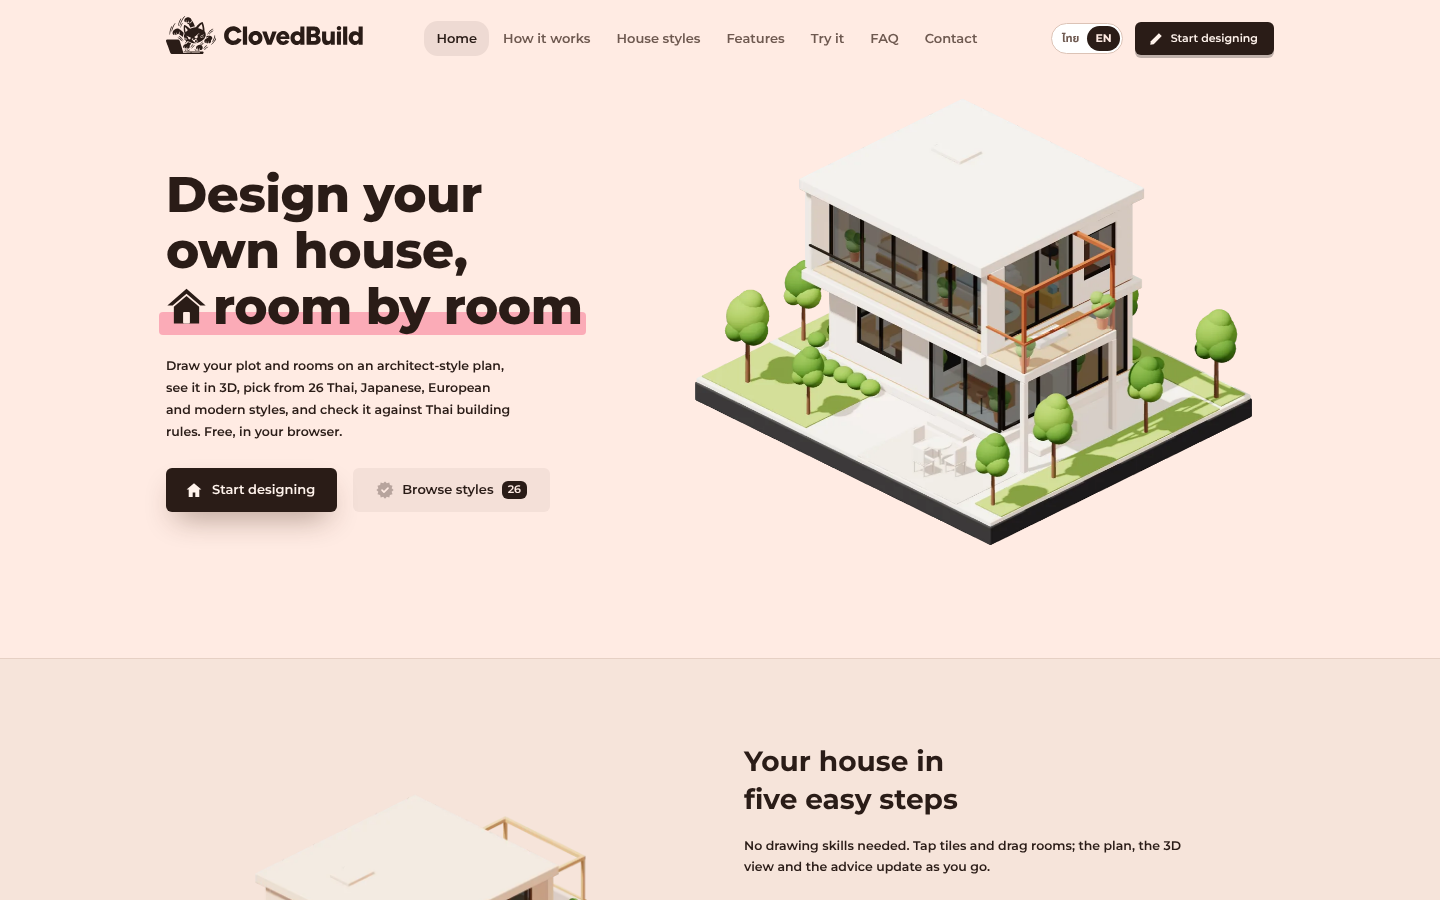 ClovedBuild
Home
How it works
House styles
Features
Try it
FAQ
Contact
ไทย
EN
Start designing
Design your
own house,
room by room
Draw your plot and rooms on an architect-style plan,
see it in 3D, pick from 26 Thai, Japanese, European
and modern styles, and check it against Thai building
rules. Free, in your browser.
Start designing
Browse styles 26
Your house in
five easy steps
No drawing skills needed. Tap tiles and drag rooms; the plan, the 3D
view and the advice update as you go.